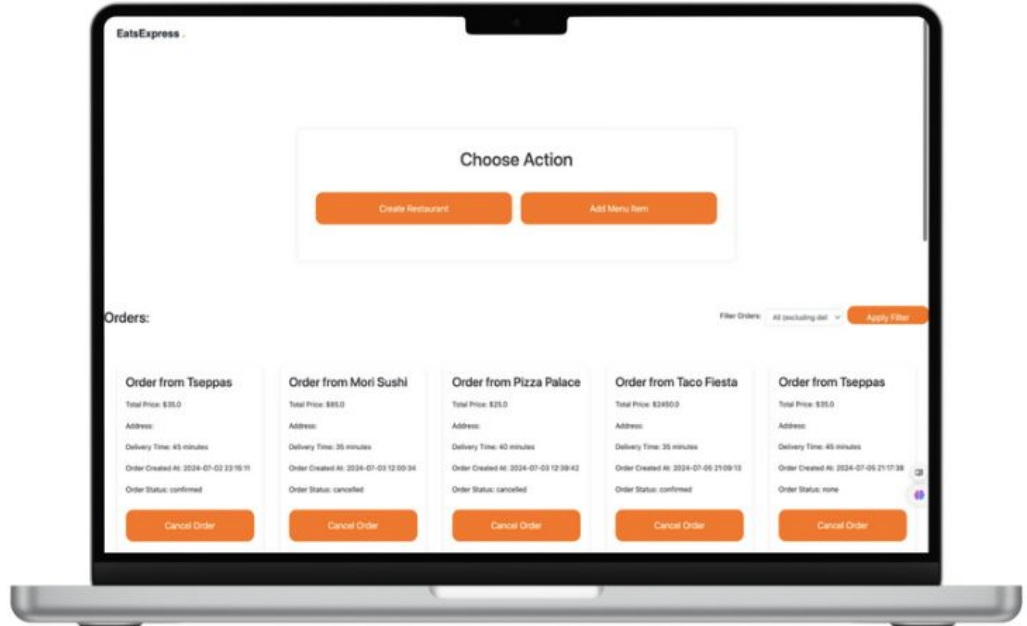 EatsExpress .
Choose Action
Create Restaurant
Add Menu Item
Orders:
Filter Orders:
All (excluding del
Apply Filter
Order from Tseppas
Total Price: $35.0
Address:
Delivery Time: 45 minutes
Order Created At: 2024-07-02 23:15:11
Order Status: confirmed
Cancel Order
Order from Mori Sushi
Total Price: $85.0
Address:
Delivery Time: 35 minutes
Order Created At: 2024-07-03 12:00:34
Order Status: cancelled
Cancel Order
Order from Pizza Palace
Total Price: $25.0
Address:
Delivery Time: 40 minutes
Order Created At: 2024-07-03 12:39:42
Order Status: cancelled
Cancel Order
Order from Taco Fiesta
Total Price: $2450.0
Address:
Delivery Time: 35 minutes
Order Created At: 2024-07-05 21:09:13
Order Status: confirmed
Cancel Order
Order from Tseppas
Total Price: $35.0
Address:
Delivery Time: 45 minutes
Order Created At: 2024-07-05 21:17:38
Order Status: none
Cancel Order